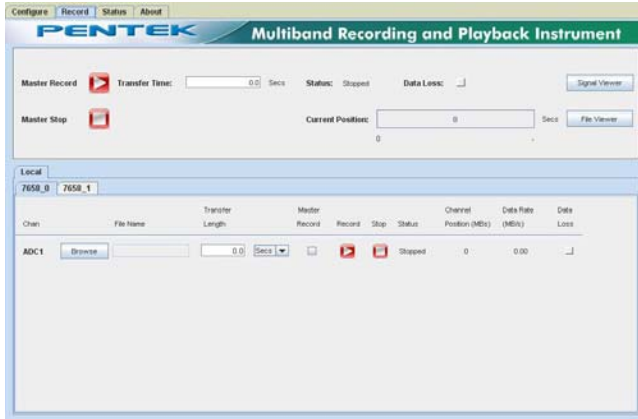 Configure Record Status About
PENTEK Multiband Recording and Playback Instrument
Master Record Transfer Time: 0.0 Secs Status: Stopped Data Loss: Signal Viewer
Master Stop Current Position: 0 Secs File Viewer
0
Local
7658_0 7658_1
Transfer Master Channel Data Rate Data
Chan File Name Length Record Record Stop Status Position (MBs) (MB/s) Loss
ADC1 Browse 0.0 Secs Stopped 0 0.00